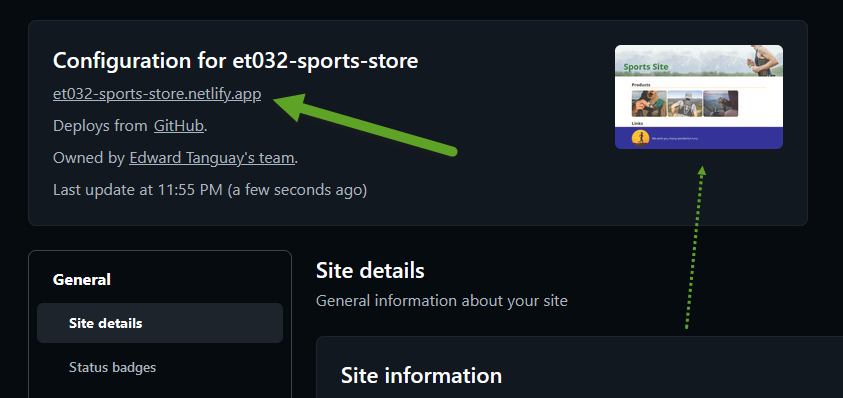 Configuration for et032-sports-store
et032-sports-store.netlify.app
Deploys from GitHub.
Owned by Edward Tanguay's team.
Last update at 11:55 PM (a few seconds ago)
Sports Site
Products
Links
General
Site details
Status badges
Site details
General information about your site
Site information